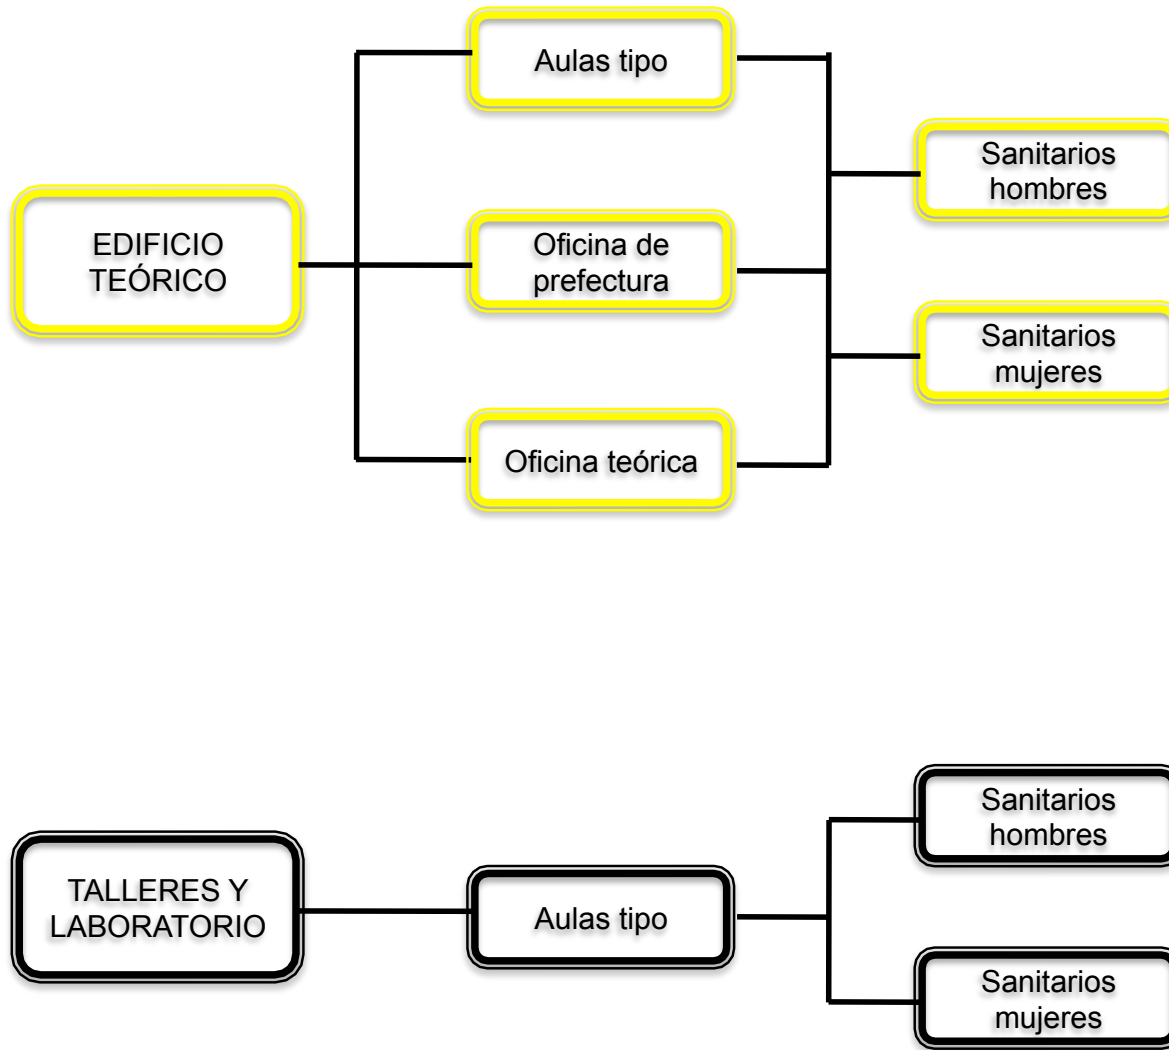 EDIFICIO
TEÓRICO
Aulas tipo
Oficina de
prefectura
Oficina teórica
Sanitarios
hombres
Sanitarios
mujeres
TALLERES Y
LABORATORIO
Aulas tipo
Sanitarios
hombres
Sanitarios
mujeres